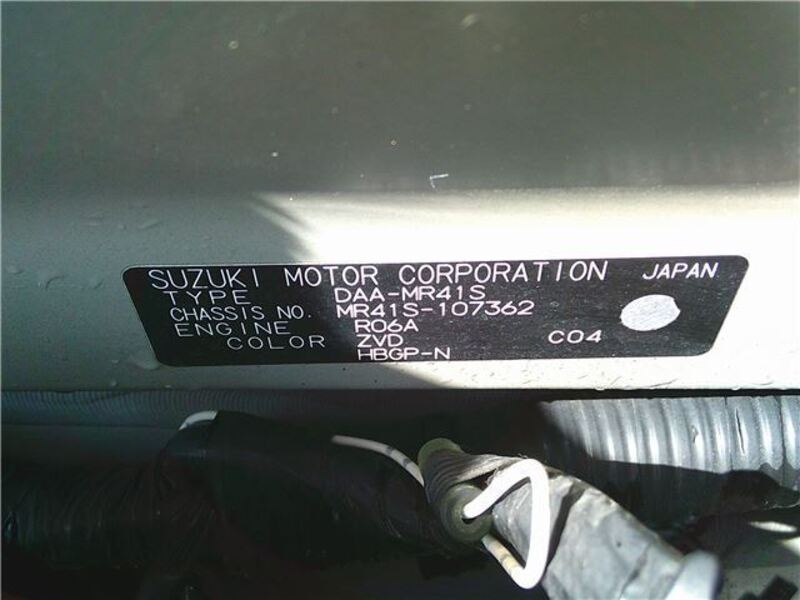 SUZUKI MOTOR CORPORATION JAPAN
TYPE DAA-MR41S
CHASSIS NO. MR41S-107362
ENGINE R06A
COLOR ZVD C04
HBGP-N